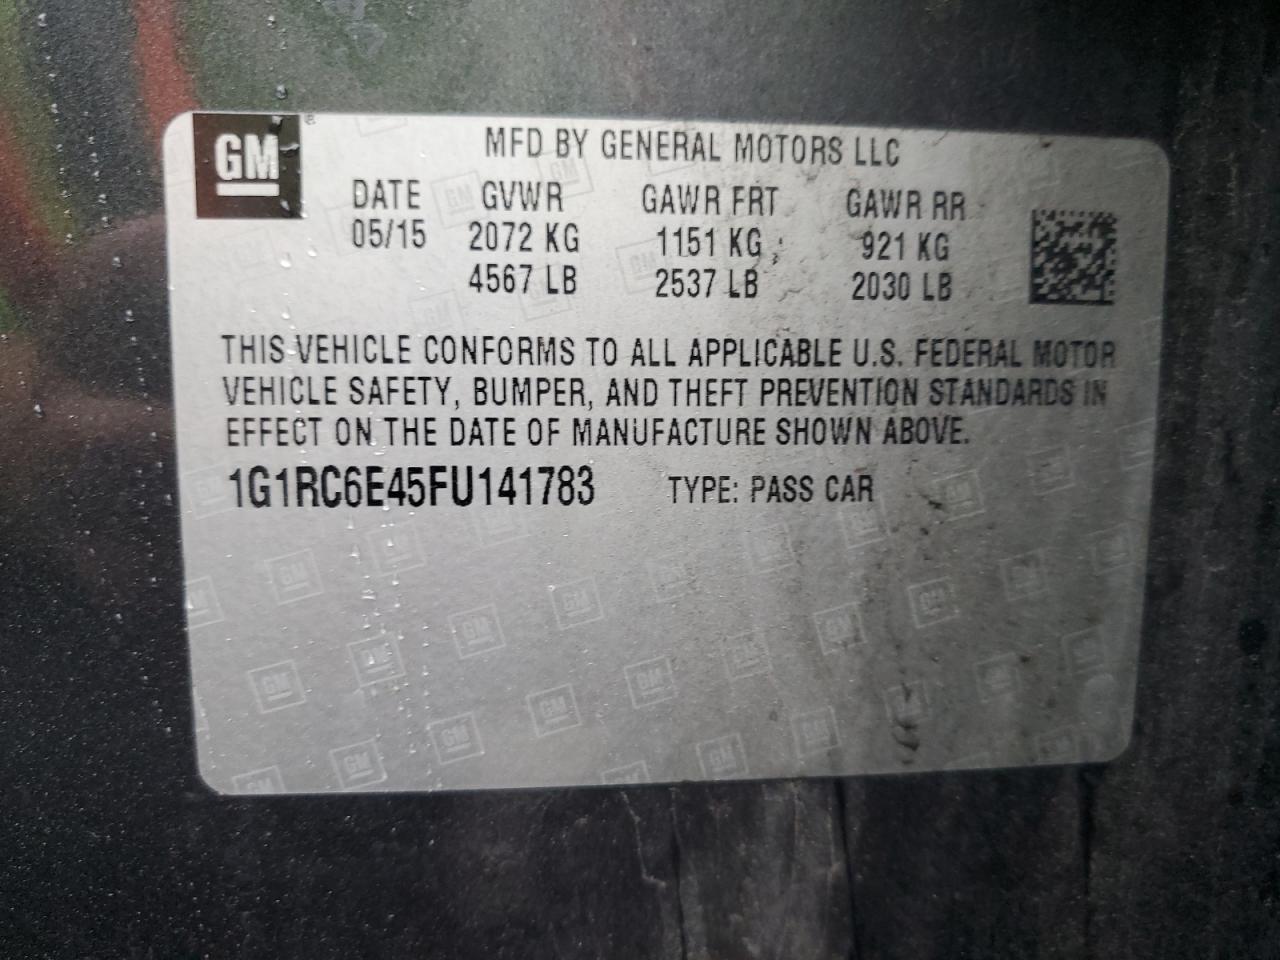 GM
MFD BY GENERAL MOTORS LLC
DATE GVWR GAWR FRT GAWR RR
05/15 2072 KG 1151 KG 921 KG
4567 LB 2537 LB 2030 LB
THIS VEHICLE CONFORMS TO ALL APPLICABLE U.S. FEDERAL MOTOR
VEHICLE SAFETY, BUMPER, AND THEFT PREVENTION STANDARDS IN
EFFECT ON THE DATE OF MANUFACTURE SHOWN ABOVE.
1G1RC6E45FU141783 TYPE: PASS CAR